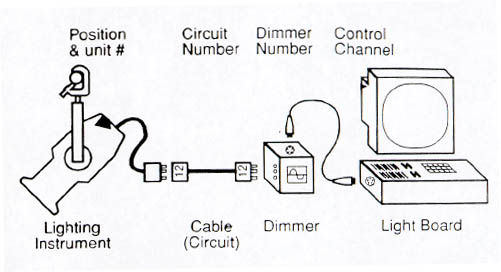 Position
& unit #
Circuit
Number
Dimmer
Number
Control
Channel
12
12
Lighting
Instrument
Cable
(Circuit)
Dimmer
Light Board